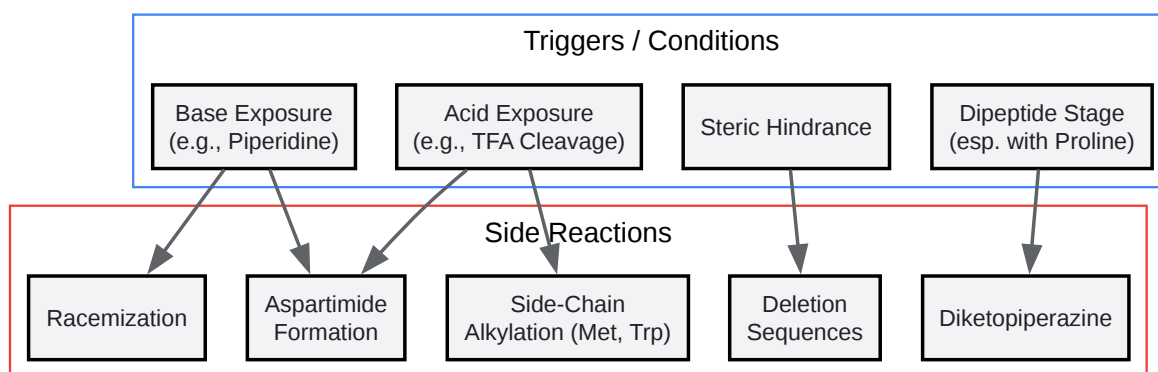 Triggers / Conditions
Base Exposure
(e.g., Piperidine)
Acid Exposure
(e.g., TFA Cleavage)
Steric Hindrance
Dipeptide Stage
(esp. with Proline)
Side Reactions
Racemization
Aspartimide
Formation
Side-Chain
Alkylation (Met, Trp)
Deletion
Sequences
Diketopiperazine